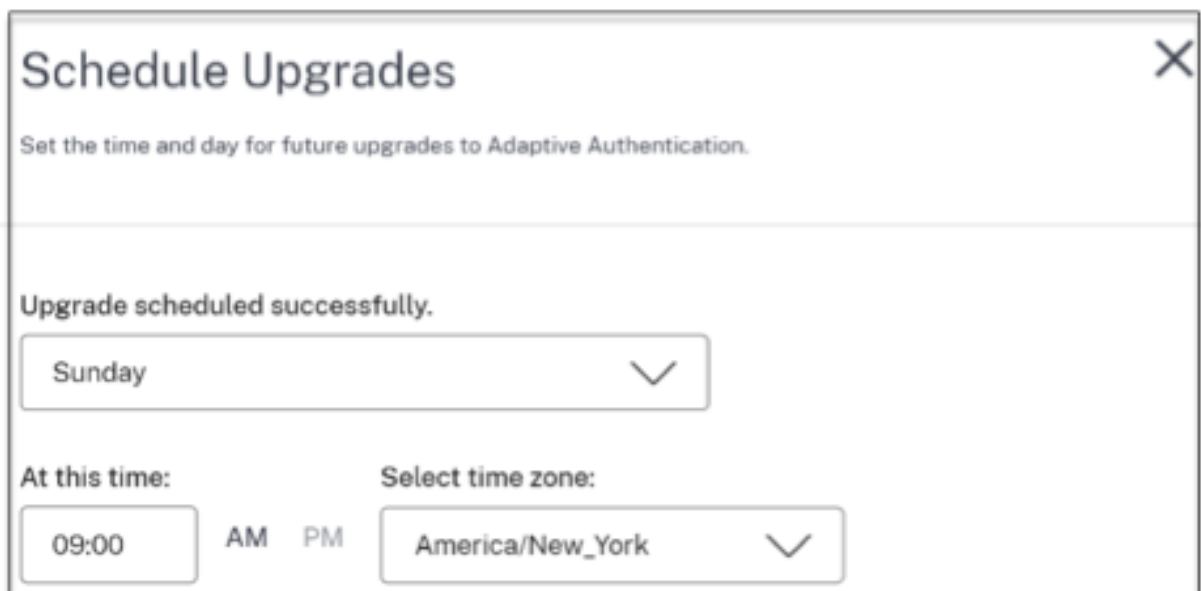 Schedule Upgrades
Set the time and day for future upgrades to Adaptive Authentication.
Upgrade scheduled successfully.
Sunday
At this time: Select time zone:
09:00 AM PM America/New_York